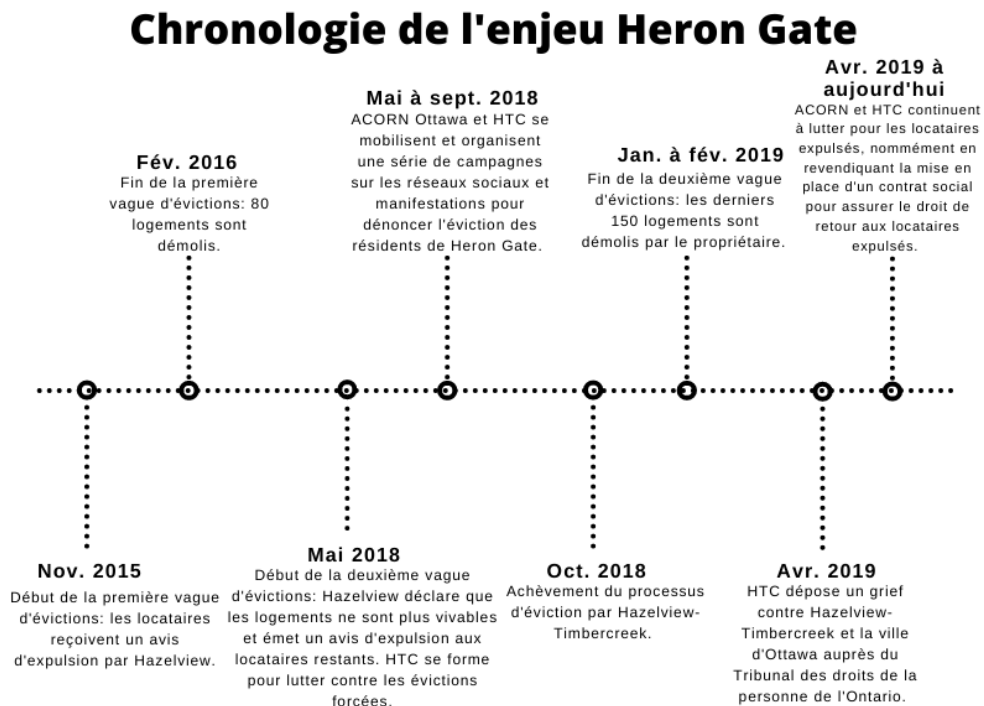 Chronologie de l'enjeu Heron Gate
Nov. 2015
Début de la première vague
d'évictions: les locataires
reçoivent un avis
d'expulsion par Hazelview.
Fév. 2016
Fin de la première
vague d'évictions: 80
logements sont
démolis.
Mai 2018
Début de la deuxième vague
d'évictions: Hazelview déclare que
les logements ne sont plus vivables
et émet un avis d'expulsion aux
locataires restants. HTC se forme
pour lutter contre les évictions
forcées.
Mai à sept. 2018
ACORN Ottawa et HTC se
mobilisent et organisent
une série de campagnes
sur les réseaux sociaux et
manifestations pour
dénoncer l'éviction des
résidents de Heron Gate.
Oct. 2018
Achèvement du processus
d'éviction par Hazelview-
Timbercreek.
Jan. à fév. 2019
Fin de la deuxième vague
d'évictions: les derniers
150 logements sont
démolis par le propriétaire.
Avr. 2019
HTC dépose un grief
contre Hazelview-
Timbercreek et la ville
d'Ottawa auprès du
Tribunal des droits de la
personne de l'Ontario.
Avr. 2019 à
aujourd'hui
ACORN et HTC continuent
à lutter pour les locataires
expulsés, nommément en
revendiquant la mise en
place d'un contrat social
pour assurer le droit de
retour aux locataires
expulsés.